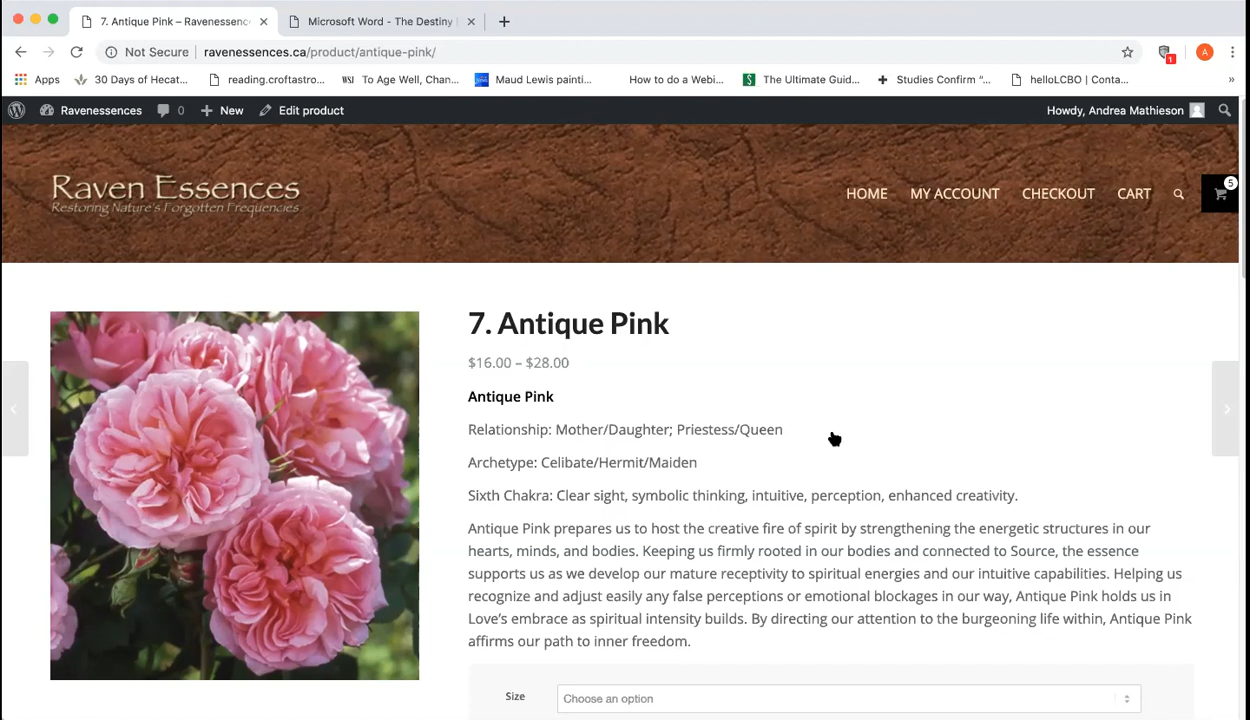 7. Antique Pink – Ravenessenc
Microsoft Word - The Destiny
Not Secure
ravenessences.ca/product/antique-pink/
A
1
Apps
30 Days of Hecat...
reading.croftastro...
WSJ
To Age Well, Chan...
Maud Lewis painti...
How to do a Webi...
S
The Ultimate Guid...
Studies Confirm “...
helloLCBO | Conta...
»
Ravenessences
0
New
Edit product
Howdy, Andrea Mathieson
Raven Essences
Restoring Nature's Forgotten Frequencies
HOME
MY ACCOUNT
CHECKOUT
CART
5
7. Antique Pink
$16.00 – $28.00
Antique Pink
Relationship: Mother/Daughter; Priestess/Queen
Archetype: Celibate/Hermit/Maiden
Sixth Chakra: Clear sight, symbolic thinking, intuitive, perception, enhanced creativity.
Antique Pink prepares us to host the creative fire of spirit by strengthening the energetic structures in our
hearts, minds, and bodies. Keeping us firmly rooted in our bodies and connected to Source, the essence
supports us as we develop our mature receptivity to spiritual energies and our intuitive capabilities. Helping us
recognize and adjust easily any false perceptions or emotional blockages in our way, Antique Pink holds us in
Love’s embrace as spiritual intensity builds. By directing our attention to the burgeoning life within, Antique Pink
affirms our path to inner freedom.
Size
Choose an option